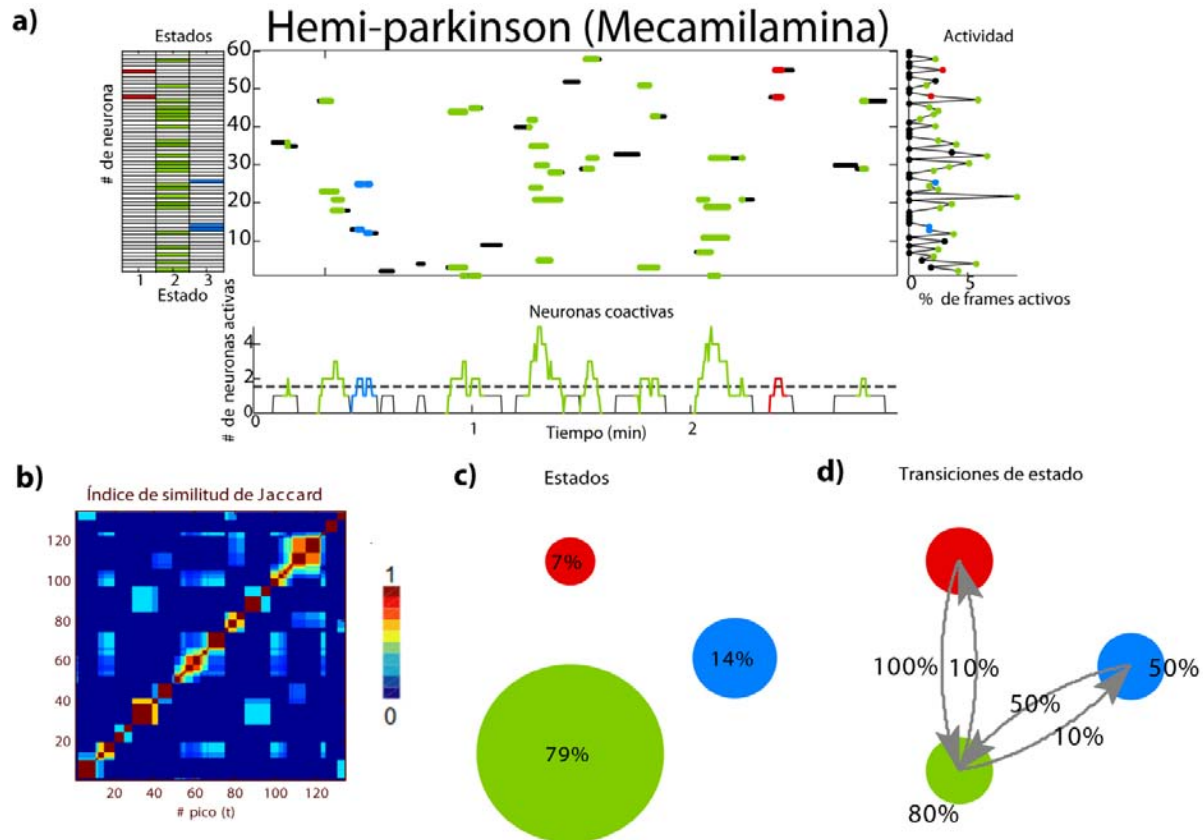 a)
Hemi-parkinson (Mecamilamina)
Estados
Actividad
# de neurona
60
50
40
30
20
10
1 2 3
Estado
0 5
% de frames activos
Neuronas coactivas
# de neuronas activas
4
2
0
0 1 2
Tiempo (min)
b)
Índice de similitud de Jaccard
120
100
80
60
40
20
20 40 60 80 100 120
# pico (t)
1
0
c)
Estados
7%
14%
79%
d)
Transiciones de estado
100%
10%
50%
50%
10%
80%